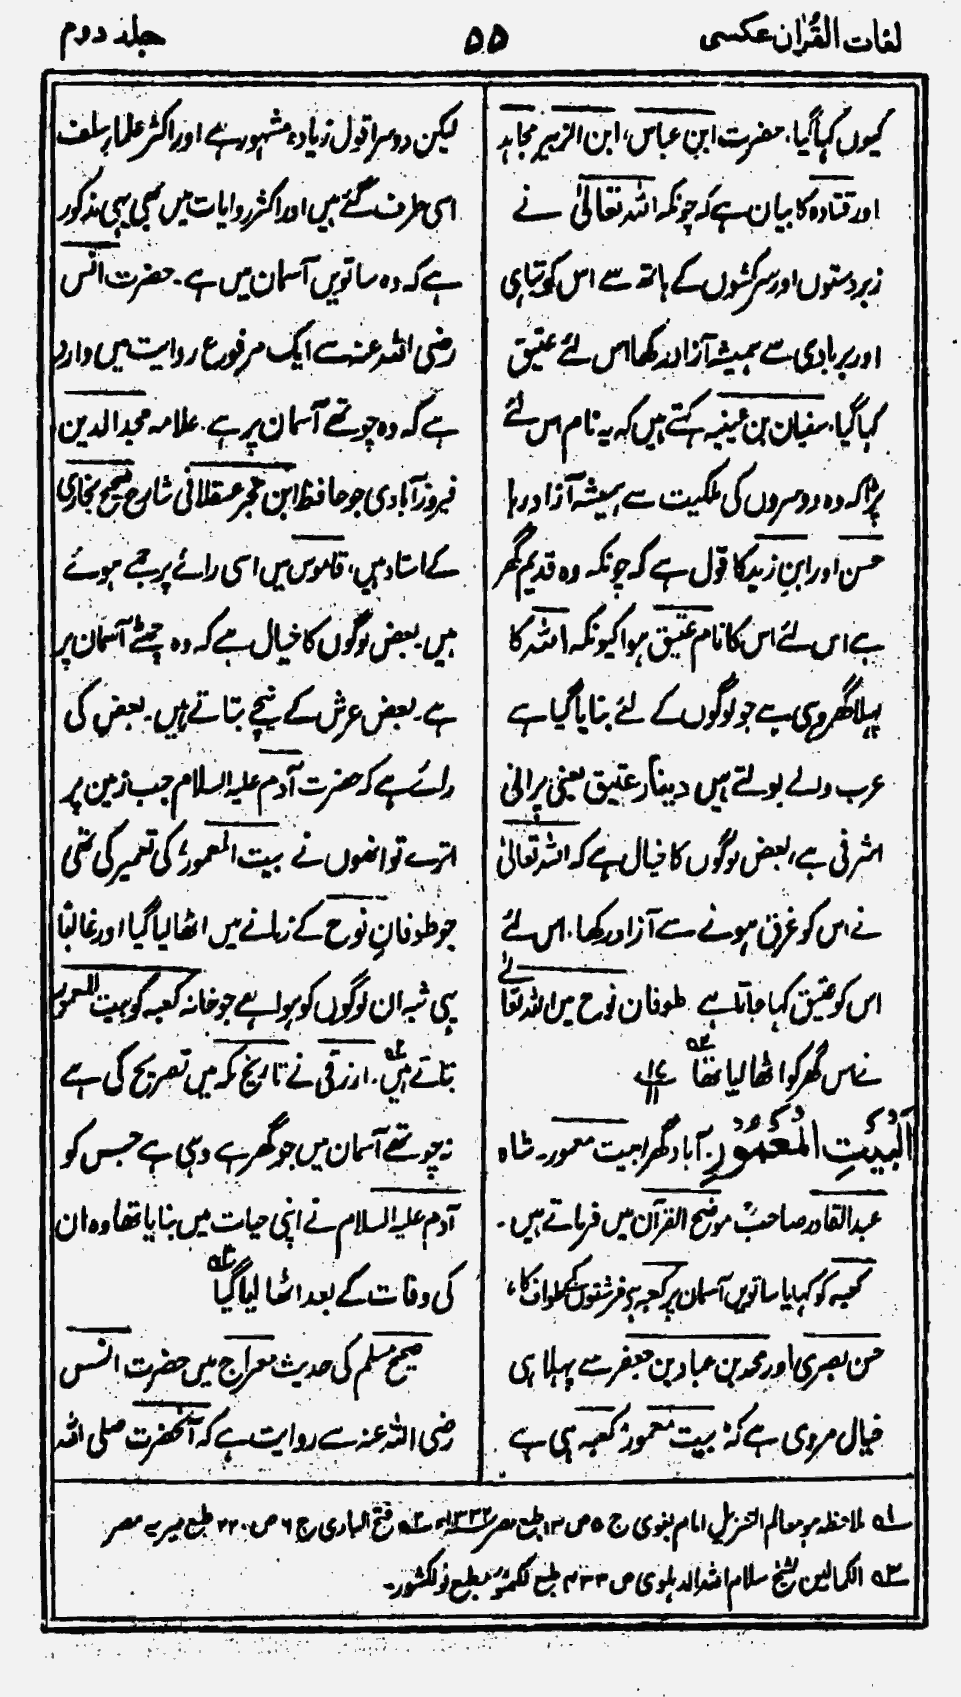 لغات القرآن عکسی
۵۵
جلد دوم
کیوں کہا گیا، حضرت ابن عباس، ابن الزبیر مجاہد
اور قتادہ کا بیان ہے کہ چونکہ اللہ تعالیٰ نے
زبردستوں اور سرکشوں کے ہاتھ سے اس کو تباہی
اور بربادی سے ہمیشہ آزاد رکھا اس لئے عتیق
کہا گیا، سفیان بن عیینہ کہتے ہیں کہ یہ نام اس لئے
پڑا کہ وہ دوسروں کی ملکیت سے ہمیشہ آزاد رہا
حسن اور ابن زید کا قول ہے کہ چونکہ وہ قدیم گھر
ہے اس لئے اس کا نام عتیق ہوا کیونکہ اللہ کا
پہلا گھر وہی ہے جو لوگوں کے لئے بنایا گیا ہے
عرب والے بولتے ہیں دینار عتیق یعنی پرانی
اشرفی ہے، بعض لوگوں کا خیال ہے کہ اللہ تعالیٰ
نے اس کو غرق ہونے سے آزاد رکھا، اس لئے
اس کو عتیق کہا جاتا ہے طوفان نوح میں اللہ تعالیٰ
نے اس گھر کو اٹھا لیا تھا
اَلْبَیْتِ الْمَعْمُوْرِ۔ آباد گھر، بیت معمور۔ شاہ
عبدالقادر صاحبؒ موضح القرآن میں فرماتے ہیں۔
کعبہ کو کہا یا ساتویں آسمان پر کعبہ ہے فرشتوں کے طواف کا،
حسن بصری اور محمد بن عباد بن جعفر سے پہلا ہی
خیال مروی ہے کہ بیت معمور کعبہ ہی ہے
لیکن دوسرا قول زیادہ مشہور ہے اور اکثر علماء سلف
اسی طرف گئے ہیں اور اکثر روایات میں بھی یہی مذکور
ہے کہ وہ ساتویں آسمان میں ہے۔ حضرت انس
رضی اللہ عنہ سے ایک مرفوع روایت میں وارد
ہے کہ وہ چوتھے آسمان پر ہے۔ علامہ مجدالدین
فیروزآبادی جو حافظ ابن حجر عسقلانی شارح صحیح بخاری
کے استاد ہیں، قاموس میں اسی رائے پر جمے ہوئے
ہیں۔ بعض لوگوں کا خیال ہے کہ وہ چھٹے آسمان پر
ہے۔ بعض عرش کے نیچے بتاتے ہیں۔ بعض کی
رائے ہے کہ حضرت آدم علیہ السلام جب زمین پر
اترے تو انھوں نے بیت المعمور کی تعمیر کی تھی
جو طوفانِ نوح کے زمانے میں اٹھا لیا گیا اور غالباً
یہی شبہ ان لوگوں کو ہوا ہے جو خانہ کعبہ کو بیت المعمور
بتاتے ہیں۔ ازرقی نے تاریخ مکہ میں تصریح کی ہے
کہ چوتھے آسمان میں جو گھر ہے وہی ہے جس کو
آدم علیہ السلام نے اپنی حیات میں بنایا تھا وہ ان
کی وفات کے بعد اٹھا لیا گیا
صحیح مسلم کی حدیث معراج میں حضرت انس
رضی اللہ عنہ سے روایت ہے کہ آنحضرت صلی اللہ
؎۱ ملاحظہ ہو معالم التنزیل امام بغوی ج ۵ ص ۱۳ طبع مصر ۱۳۳۲ھ ؎۲ فتح الباری ج ۶ ص ۲۲۰ طبع میریہ مصر
؎۳ الکمالین شیخ سلام اللہ الدہلوی ص ۴۳۳ طبع لکھنؤ مطبع نولکشور۔